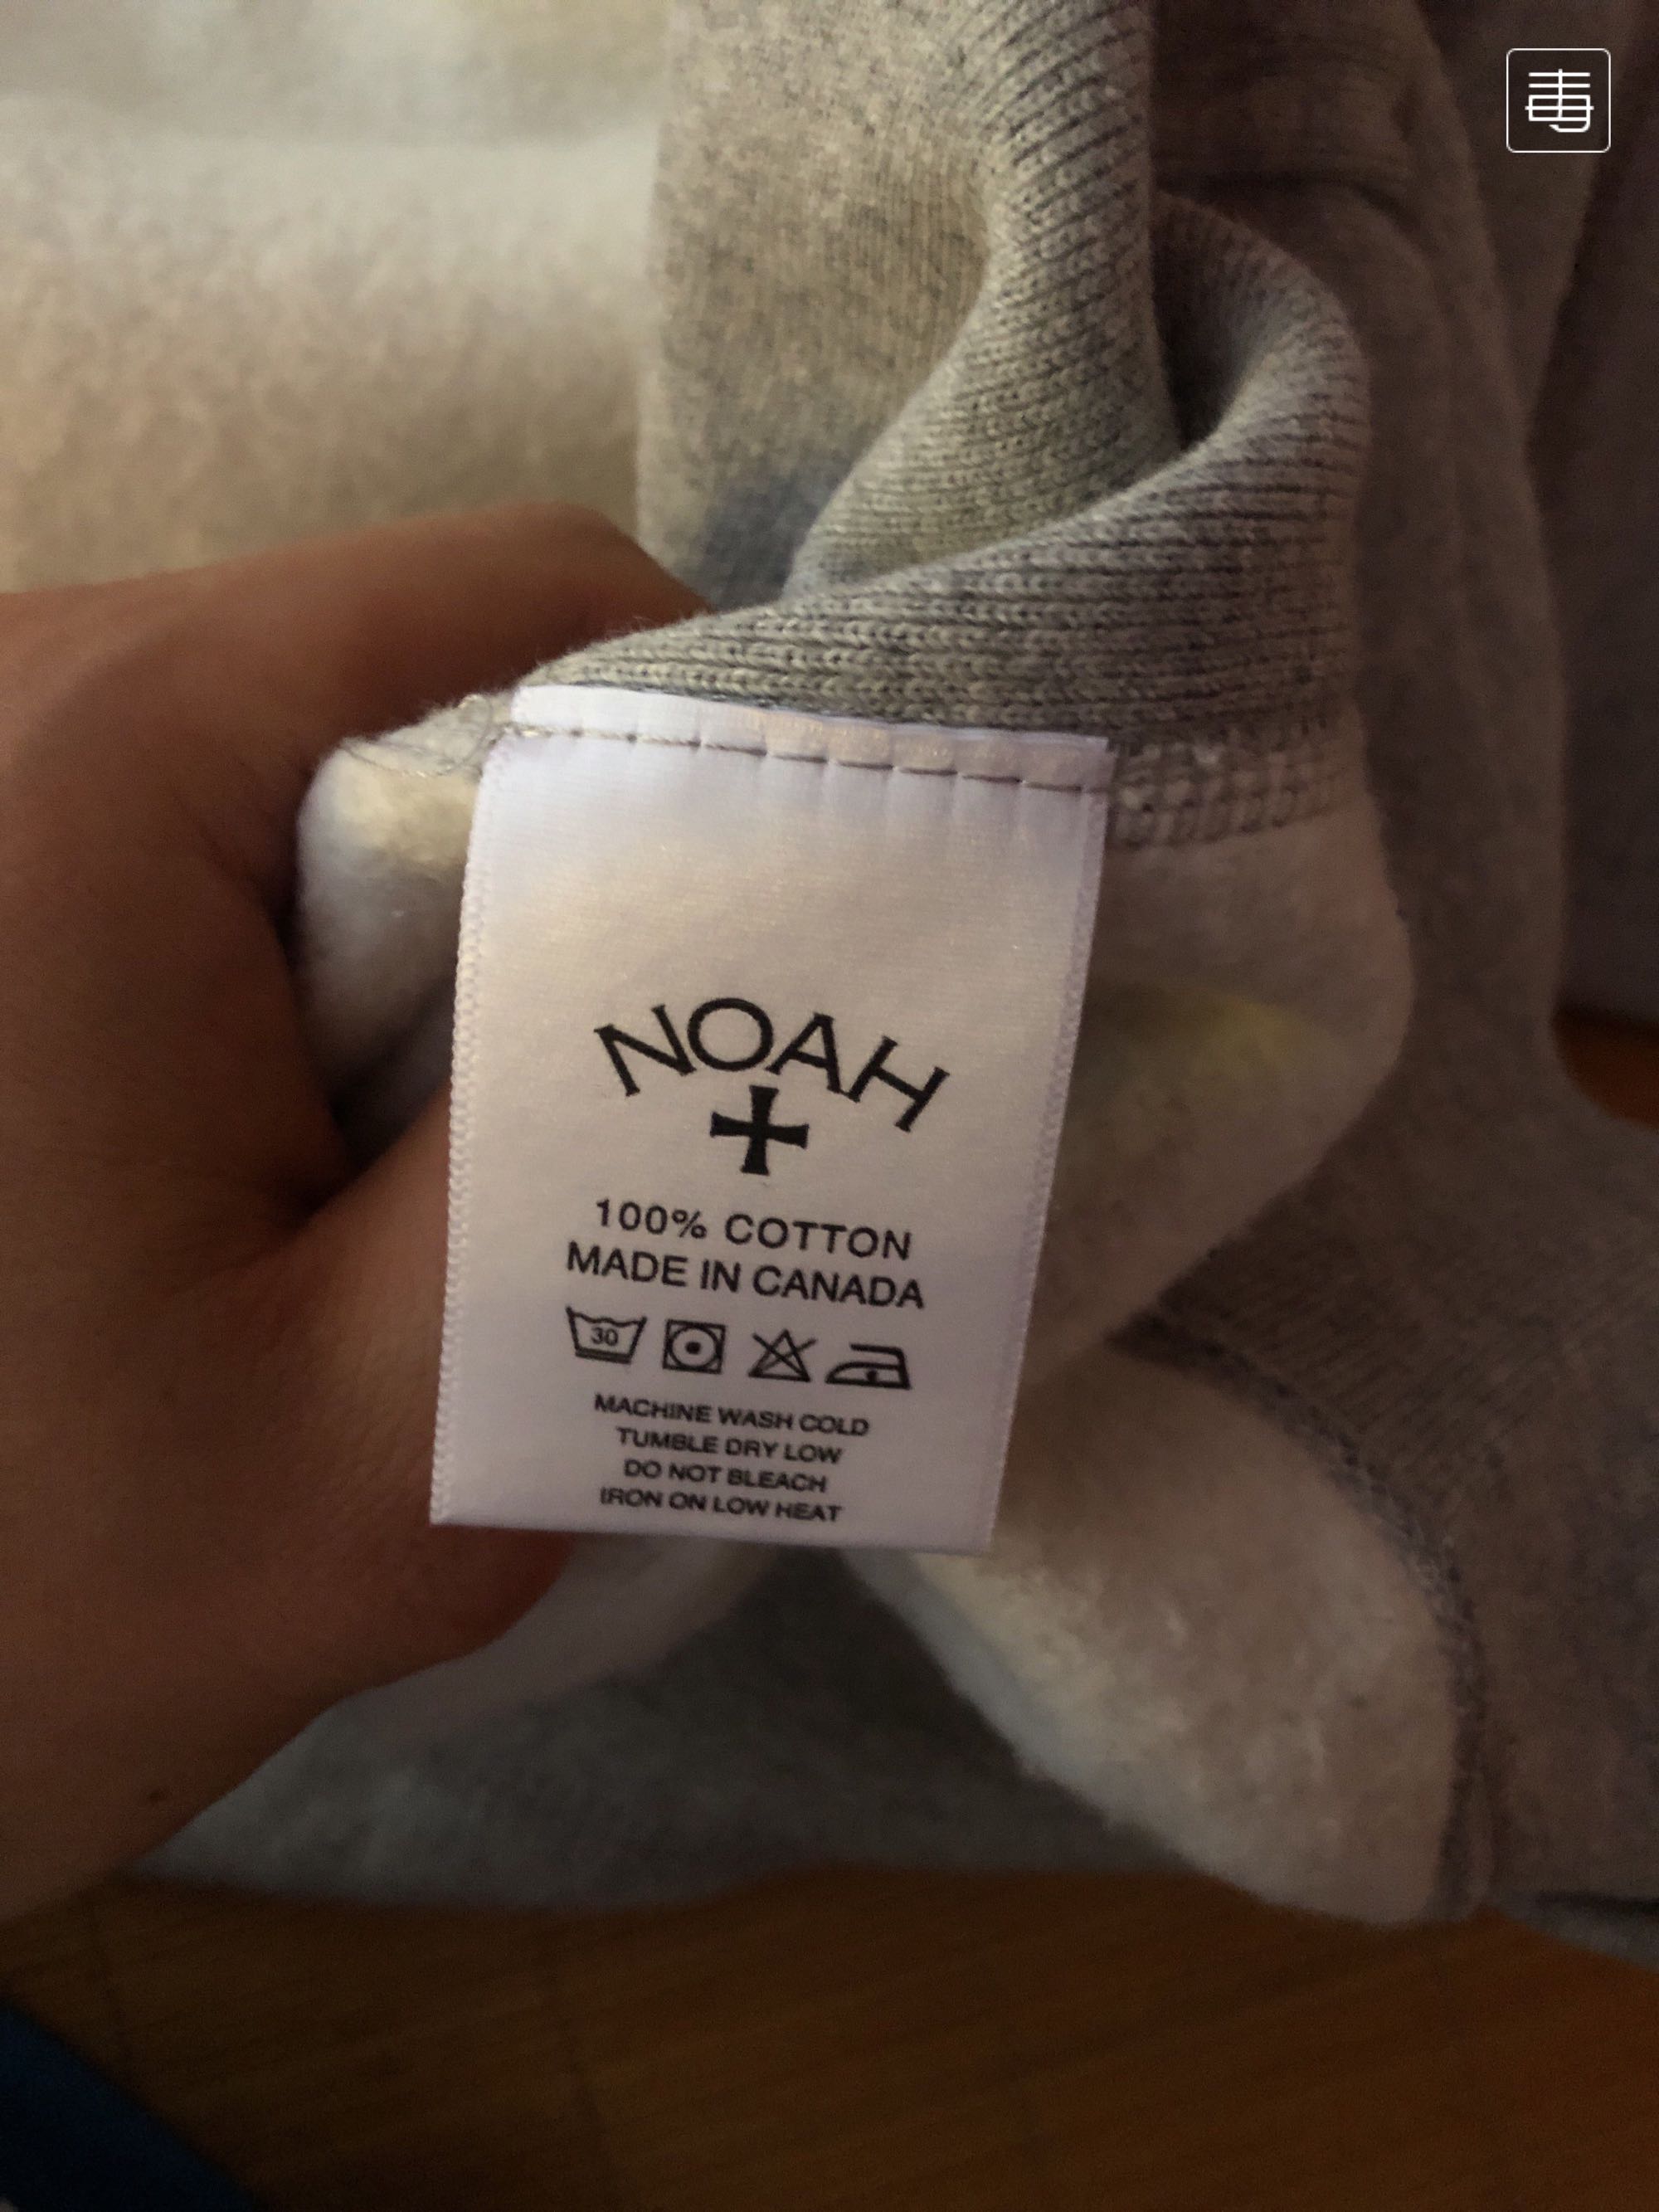 毒
NOAH
100% COTTON
MADE IN CANADA
30
MACHINE WASH COLD
TUMBLE DRY LOW
DO NOT BLEACH
IRON ON LOW HEAT